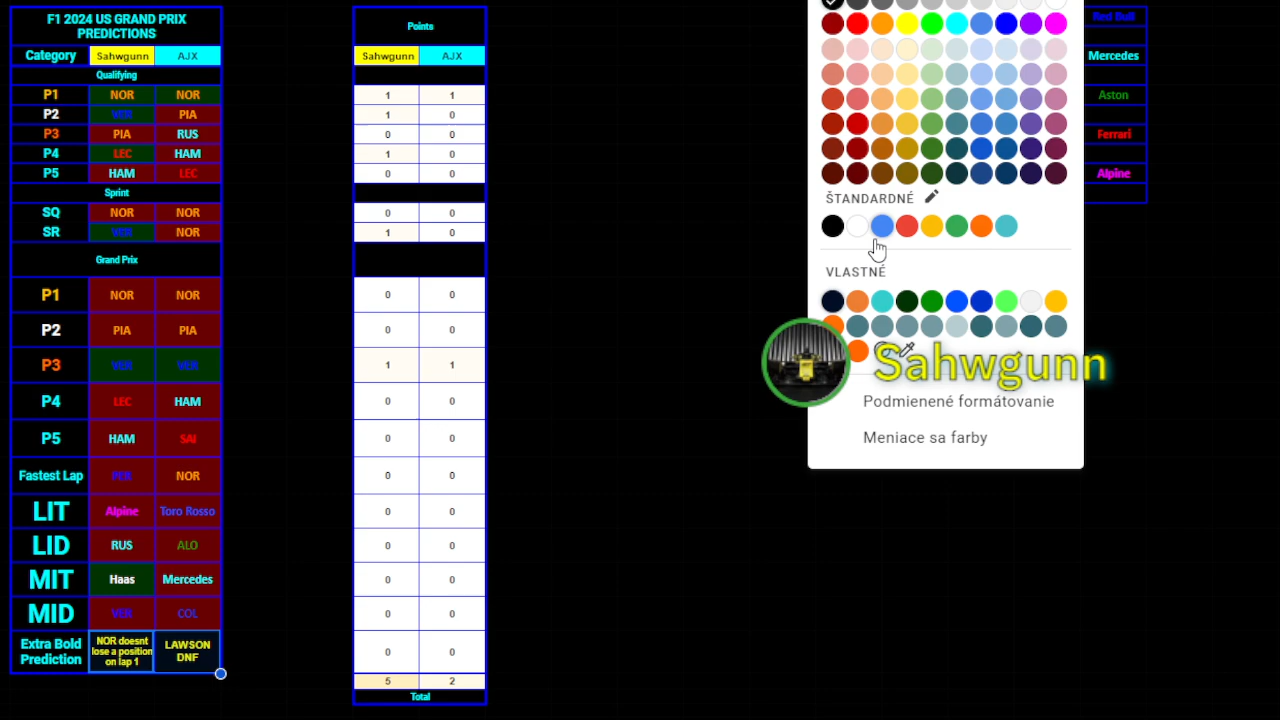 F1 2024 US GRAND PRIX
PREDICTIONS
Category Sahwgunn AJX
Qualifying
P1 NOR NOR
P2 VER PIA
P3 PIA RUS
P4 LEC HAM
P5 HAM LEC
Sprint
SQ NOR NOR
SR VER NOR
Grand Prix
P1 NOR NOR
P2 PIA PIA
P3 VER VER
P4 LEC HAM
P5 HAM SAI
Fastest Lap PER NOR
LIT Alpine Toro Rosso
LID RUS ALO
MIT Haas Mercedes
MID VER COL
Extra Bold
Prediction
NOR doesnt
lose a position
on lap 1
LAWSON
DNF
Points
Sahwgunn AJX
1 1
1 0
0 0
1 0
0 0
0 0
1 0
0 0
0 0
1 1
0 0
0 0
0 0
0 0
0 0
0 0
0 0
0 0
5 2
Total
ŠTANDARDNÉ
VLASTNÉ
Sahwgunn
Podmienené formátovanie
Meniace sa farby
Red Bull
Mercedes
Aston
Ferrari
Alpine